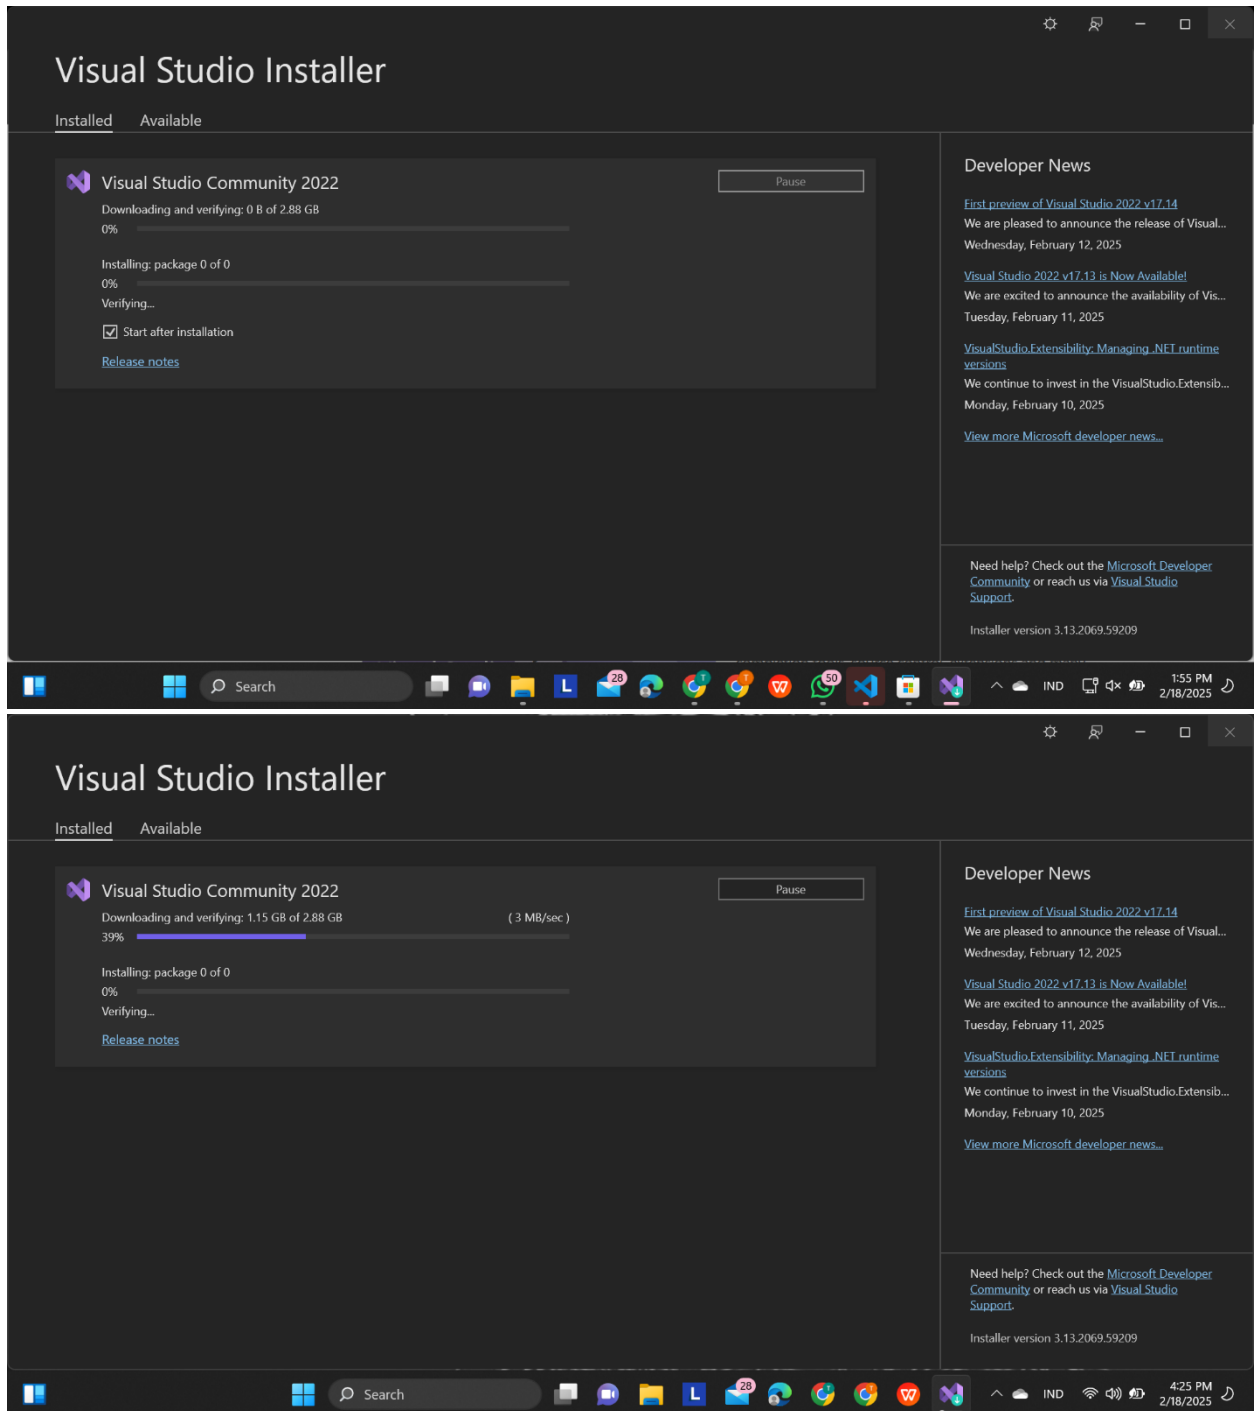 Visual Studio Installer
Installed Available
Visual Studio Community 2022
Pause
Downloading and verifying: 0 B of 2.88 GB
0%
Installing: package 0 of 0
0%
Verifying...
Start after installation
Release notes
Developer News
First preview of Visual Studio 2022 v17.14
We are pleased to announce the release of Visual...
Wednesday, February 12, 2025
Visual Studio 2022 v17.13 is Now Available!
We are excited to announce the availability of Vis...
Tuesday, February 11, 2025
VisualStudio.Extensibility: Managing .NET runtime
versions
We continue to invest in the VisualStudio.Extensib...
Monday, February 10, 2025
View more Microsoft developer news...
Need help? Check out the Microsoft Developer
Community or reach us via Visual Studio
Support.
Installer version 3.13.2069.59209
Search
L
28
T
T
W
50
IND
1:55 PM
2/18/2025
Visual Studio Installer
Installed Available
Visual Studio Community 2022
Pause
Downloading and verifying: 1.15 GB of 2.88 GB (3 MB/sec)
39%
Installing: package 0 of 0
0%
Verifying...
Release notes
Developer News
First preview of Visual Studio 2022 v17.14
We are pleased to announce the release of Visual...
Wednesday, February 12, 2025
Visual Studio 2022 v17.13 is Now Available!
We are excited to announce the availability of Vis...
Tuesday, February 11, 2025
VisualStudio.Extensibility: Managing .NET runtime
versions
We continue to invest in the VisualStudio.Extensib...
Monday, February 10, 2025
View more Microsoft developer news...
Need help? Check out the Microsoft Developer
Community or reach us via Visual Studio
Support.
Installer version 3.13.2069.59209
Search
L
28
T
T
W
IND
4:25 PM
2/18/2025